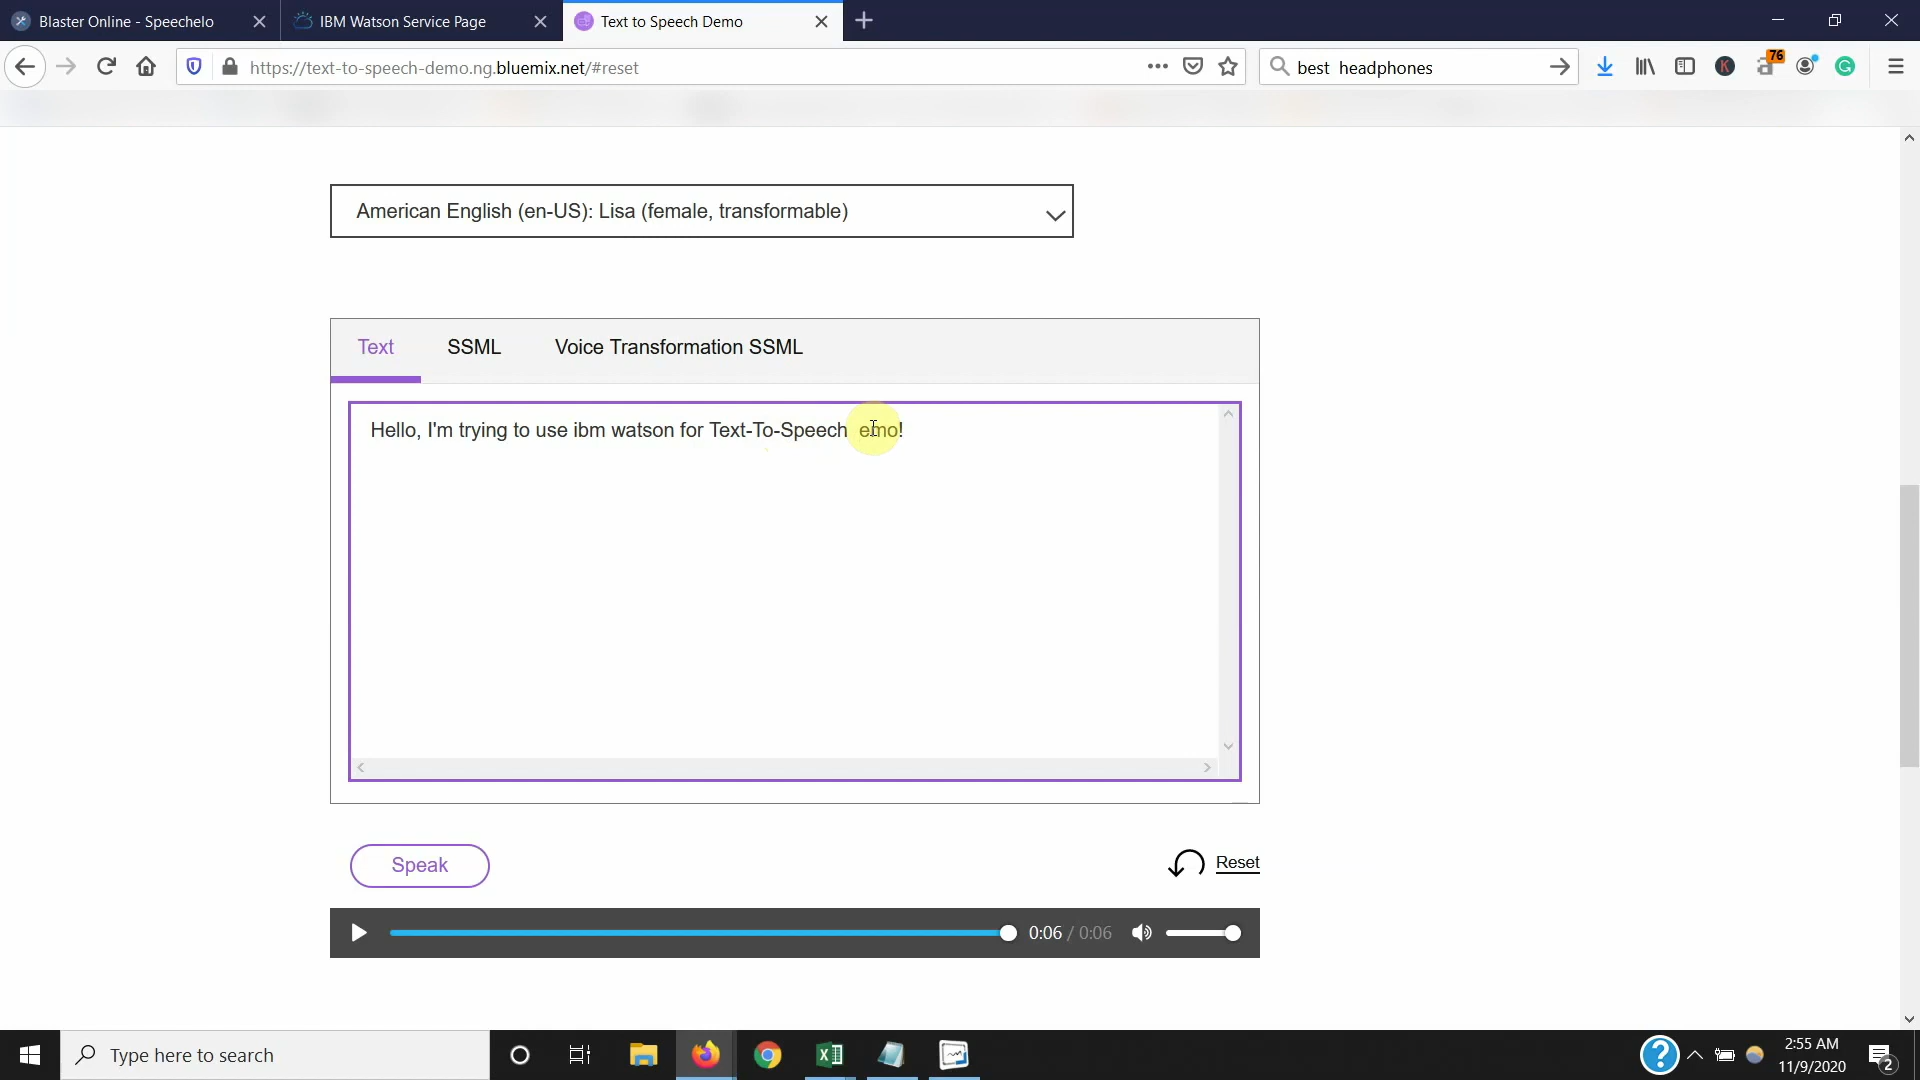 Blaster Online - Speechelo
IBM Watson Service Page
Text to Speech Demo
https://text-to-speech-demo.ng.bluemix.net/#reset
best headphones
76
American English (en-US): Lisa (female, transformable)
Text
SSML
Voice Transformation SSML
Hello, I'm trying to use ibm watson for Text-To-Speech emo!
Speak
Reset
0:06 / 0:06
Type here to search
2:55 AM
11/9/2020
2